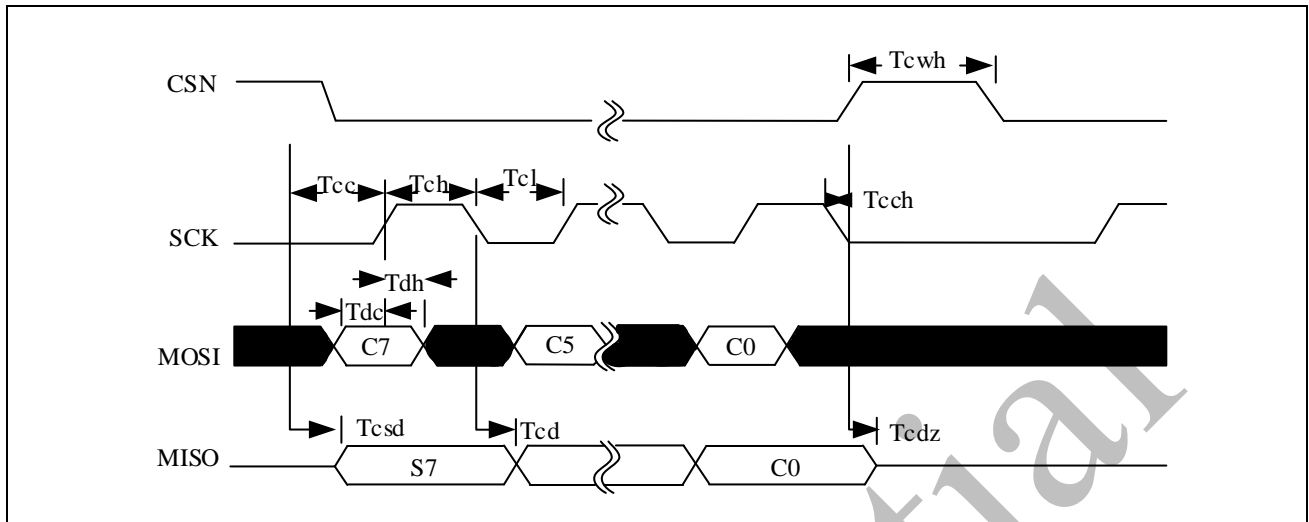 Tcwh
CSN
Tcc Tch Tcl
Tcch
SCK
Tdh
Tdc
C7 C5 C0
MOSI
Tcsd Tcd Tcdz
MISO
S7 C0
tial